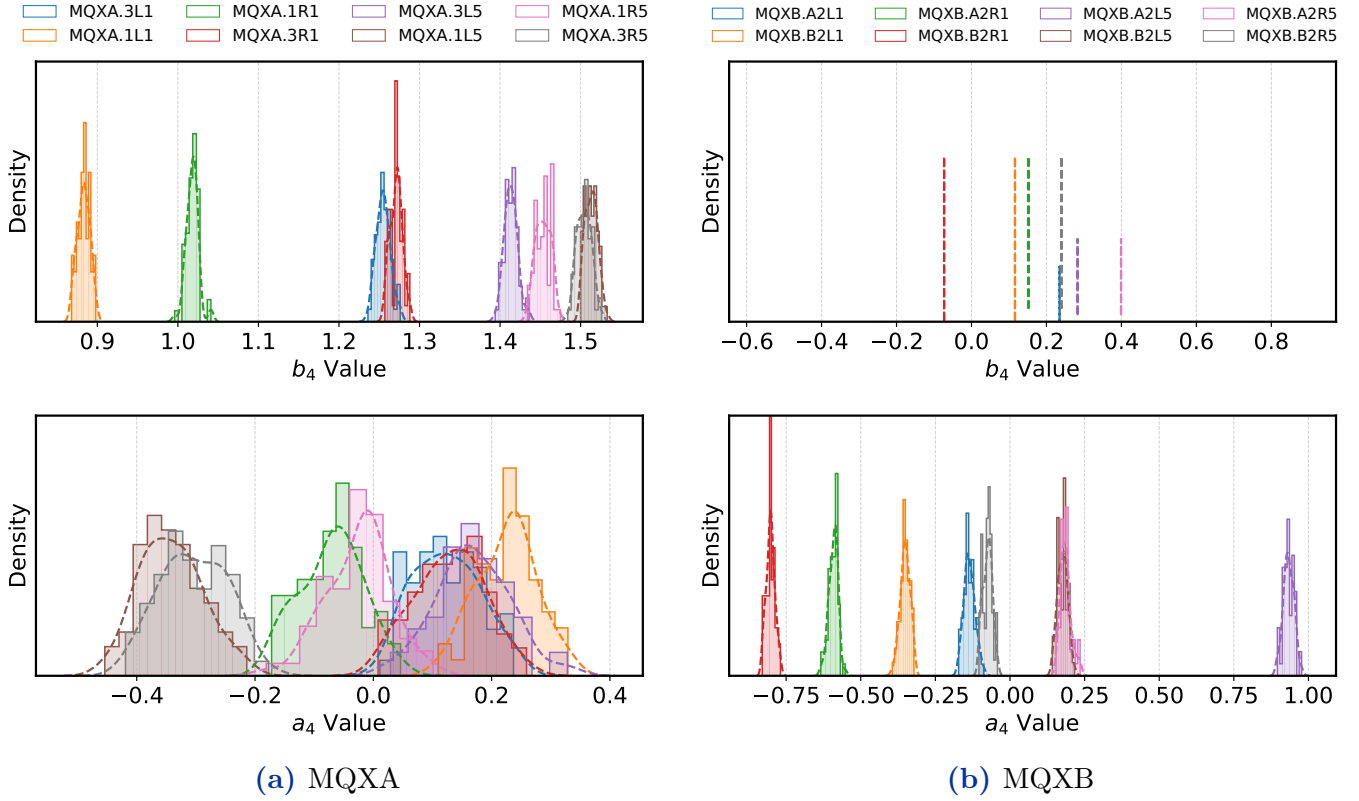 MQXA.3L1 MQXA.1R1 MQXA.3L5 MQXA.1R5
MQXA.1L1 MQXA.3R1 MQXA.1L5 MQXA.3R5
Density
0.9 1.0 1.1 1.2 1.3 1.4 1.5
b4 Value
Density
−0.4 −0.2 0.0 0.2 0.4
a4 Value
(a) MQXA
MQXB.A2L1 MQXB.A2R1 MQXB.A2L5 MQXB.A2R5
MQXB.B2L1 MQXB.B2R1 MQXB.B2L5 MQXB.B2R5
Density
−0.6 −0.4 −0.2 0.0 0.2 0.4 0.6 0.8
b4 Value
Density
−0.75 −0.50 −0.25 0.00 0.25 0.50 0.75 1.00
a4 Value
(b) MQXB